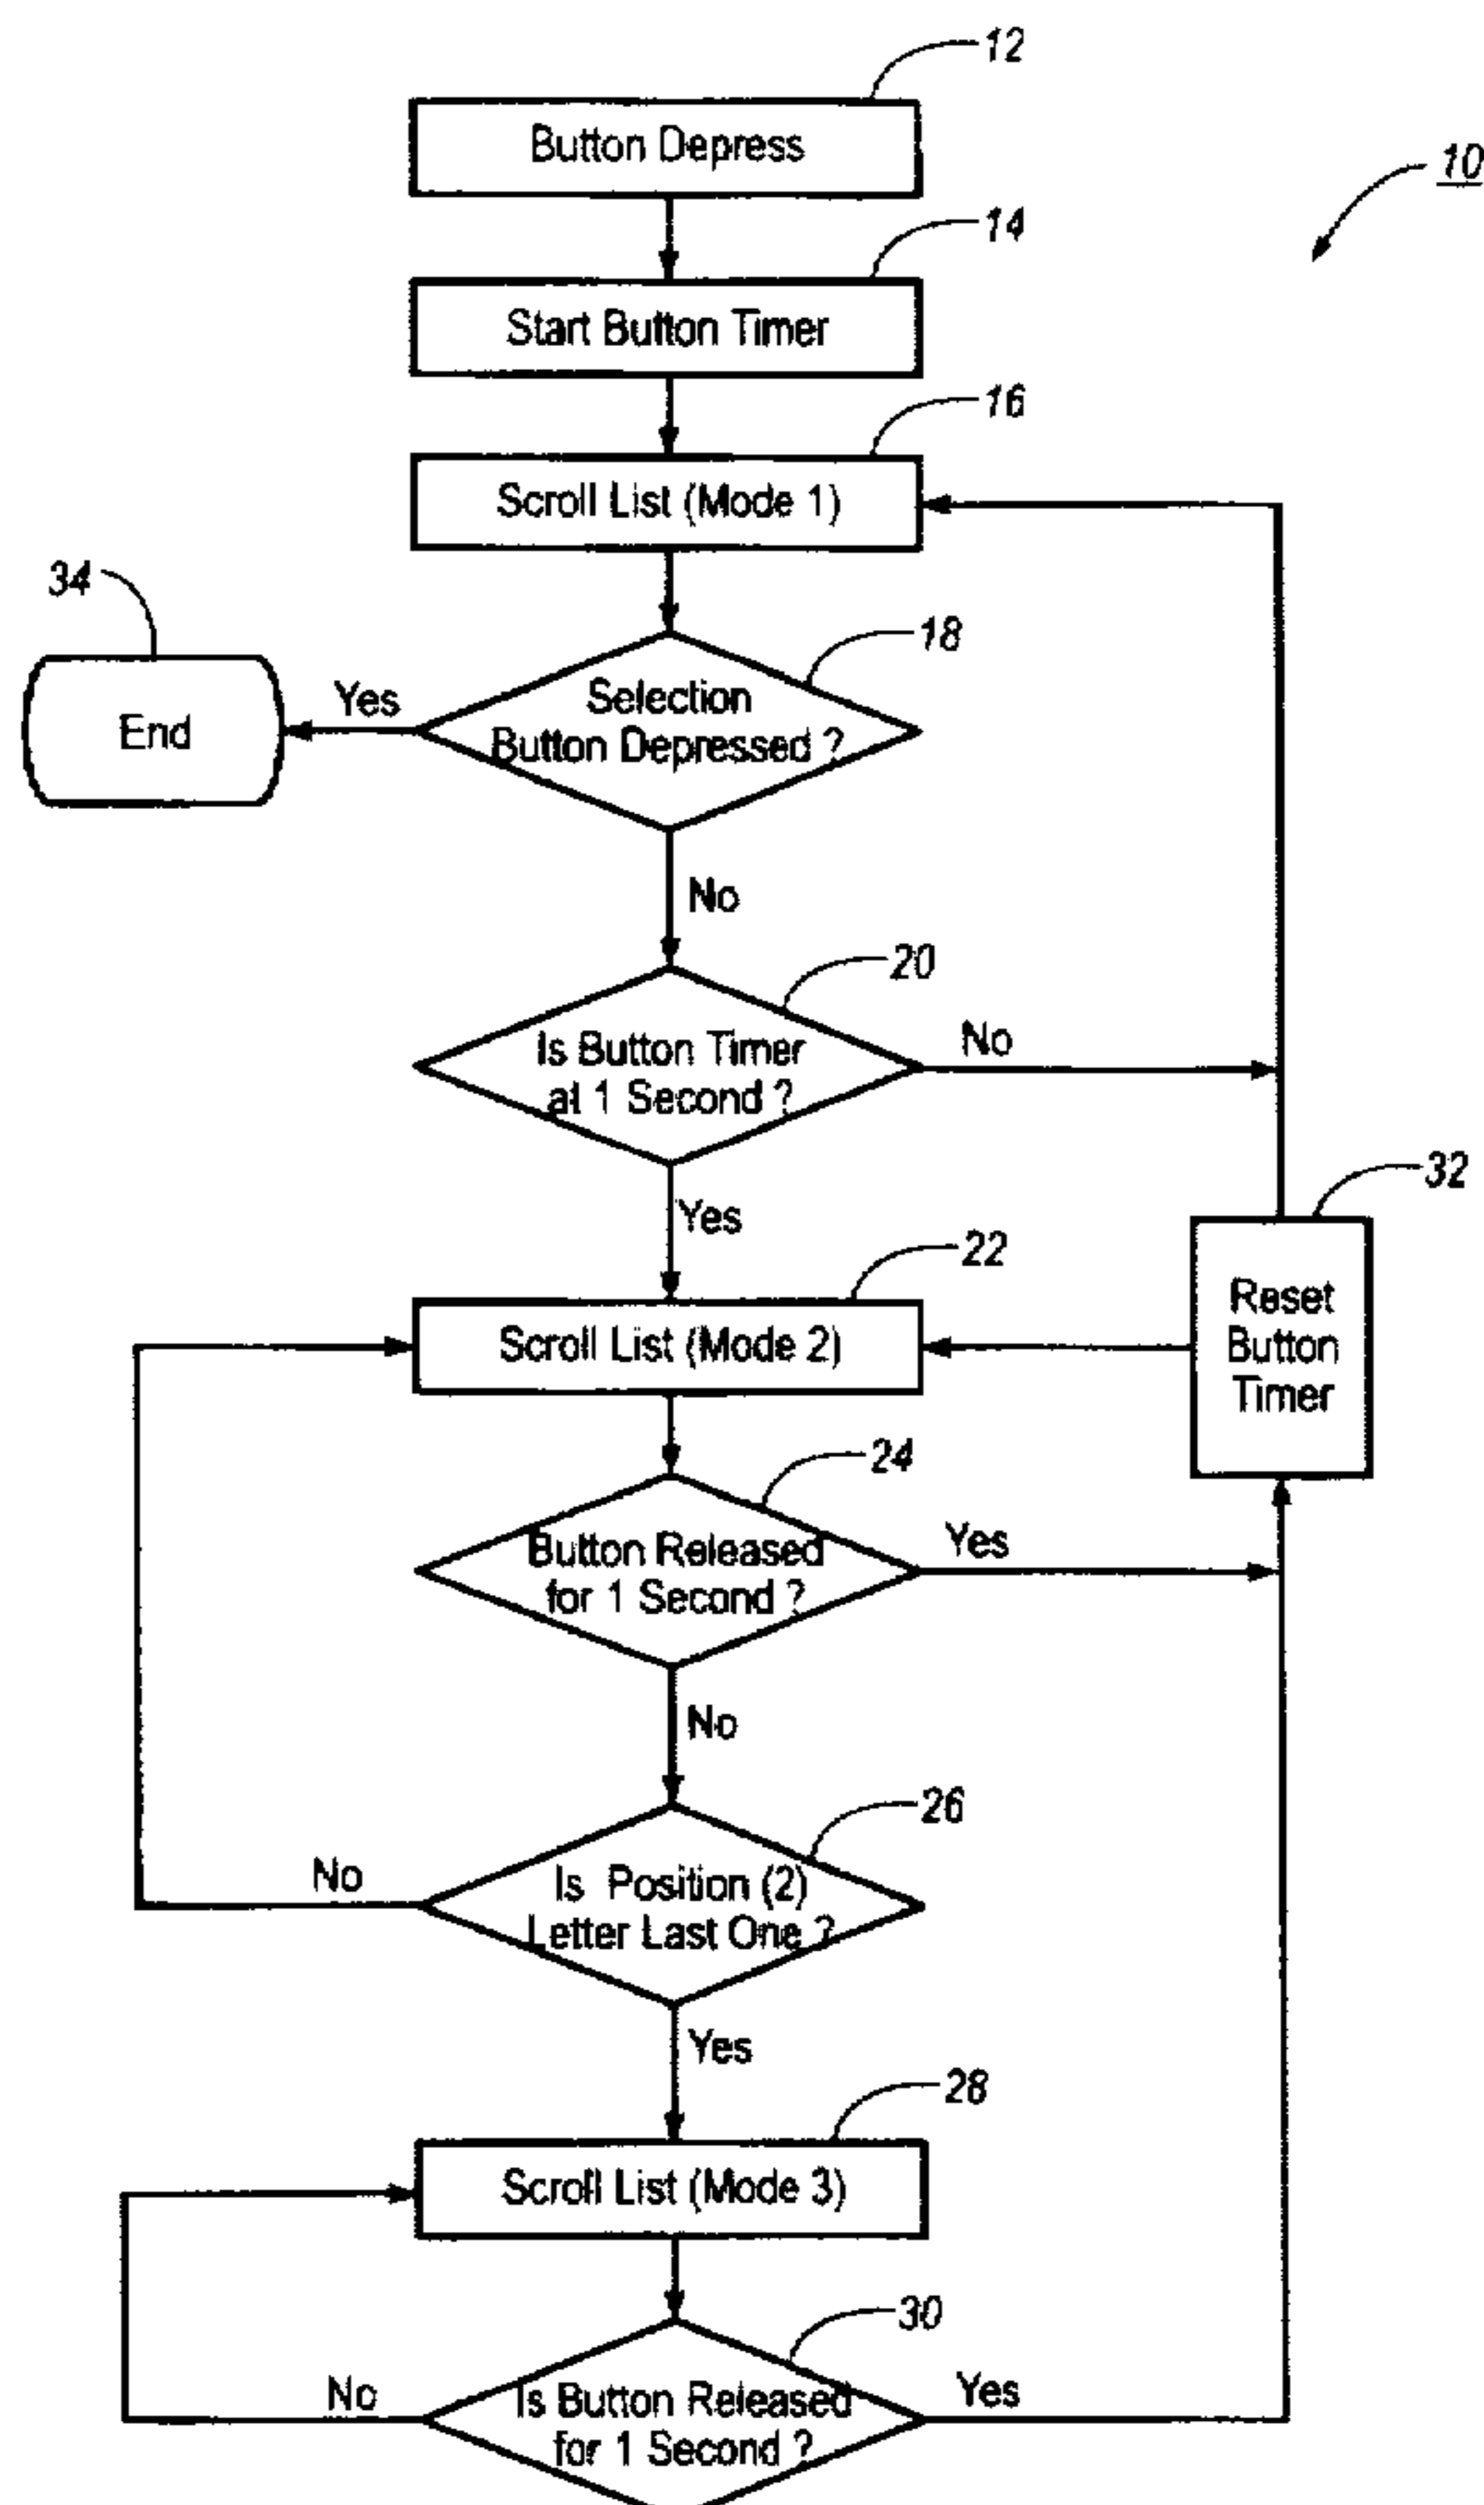 12
Button Depress
10
14
Start Button Timer
16
Scroll List (Mode 1)
34
18
End
Yes
Selection
Button Depressed ?
No
20
Is Button Timer
at 1 Second ?
No
32
Yes
22
Reset
Button
Timer
Scroll List (Mode 2)
24
Button Released
for 1 Second ?
Yes
No
26
Is Position (2)
Letter Last One ?
No
Yes
28
Scroll List (Mode 3)
30
Is Button Released
for 1 Second ?
No
Yes